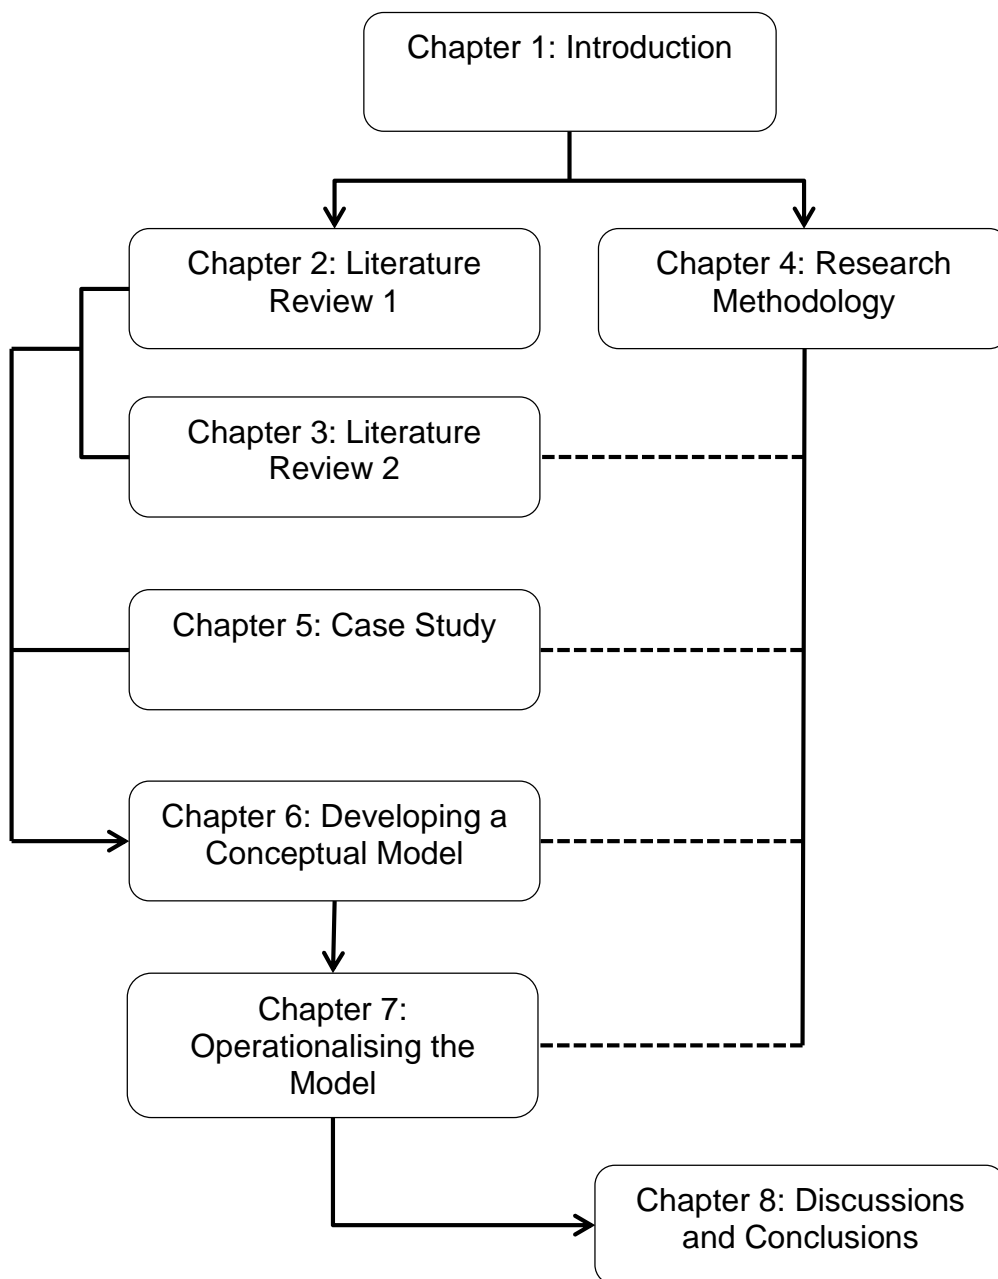 Chapter 1: Introduction
Chapter 2: Literature
Review 1
Chapter 4: Research
Methodology
Chapter 3: Literature
Review 2
Chapter 5: Case Study
Chapter 6: Developing a
Conceptual Model
Chapter 7:
Operationalising the
Model
Chapter 8: Discussions
and Conclusions